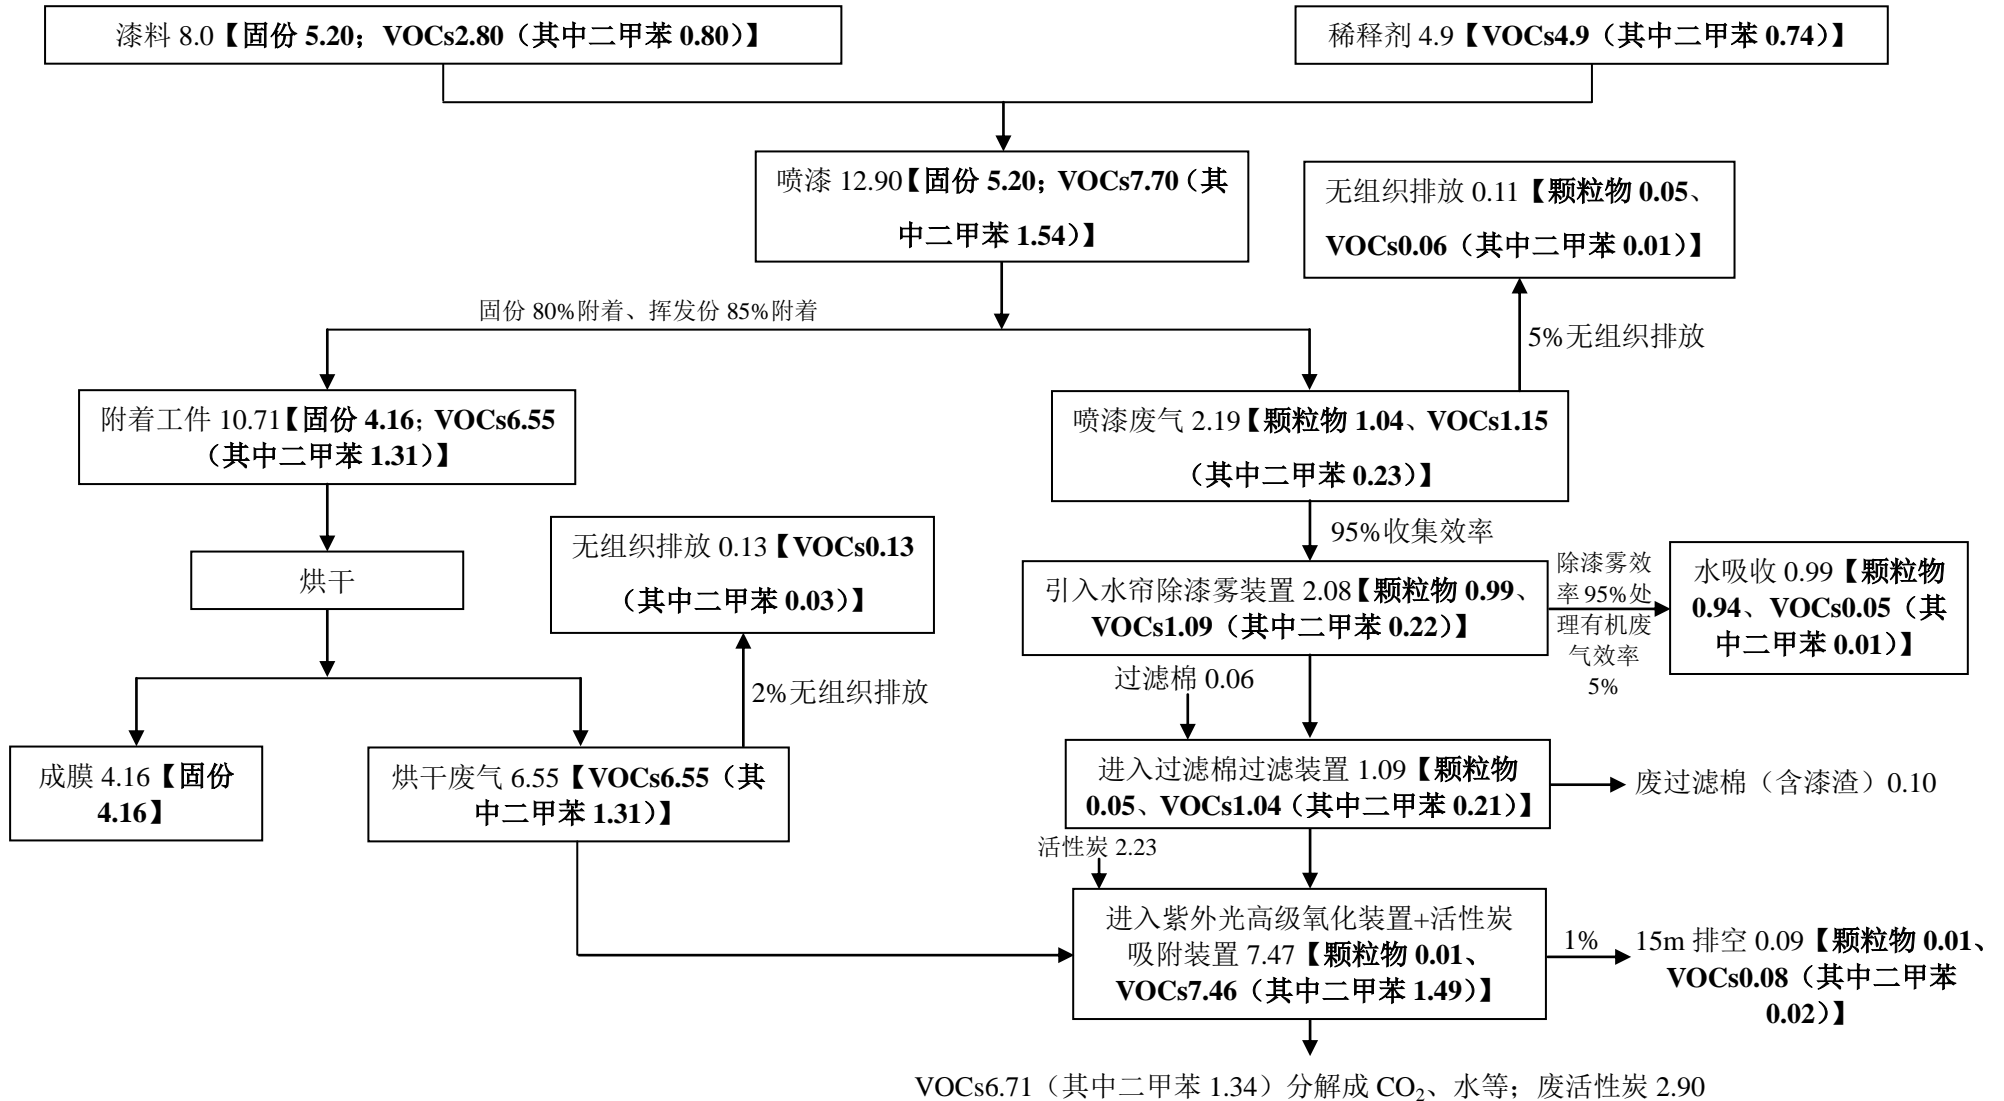 漆料 8.0【固份 5.20；VOCs2.80（其中二甲苯 0.80）】
稀释剂 4.9【VOCs4.9（其中二甲苯 0.74）】
喷漆 12.90【固份 5.20；VOCs7.70（其
中二甲苯 1.54）】
无组织排放 0.11【颗粒物 0.05、
VOCs0.06（其中二甲苯 0.01）】
固份 80%附着、挥发份 85%附着
5%无组织排放
附着工件 10.71【固份 4.16；VOCs6.55
（其中二甲苯 1.31）】
喷漆废气 2.19【颗粒物 1.04、VOCs1.15
（其中二甲苯 0.23）】
烘干
无组织排放 0.13【VOCs0.13
（其中二甲苯 0.03）】
95%收集效率
引入水帘除漆雾装置 2.08【颗粒物 0.99、
VOCs1.09（其中二甲苯 0.22）】
除漆雾效
率 95%处
理有机废
气效率
5%
水吸收 0.99【颗粒物
0.94、VOCs0.05（其
中二甲苯 0.01）】
2%无组织排放
过滤棉 0.06
成膜 4.16【固份
4.16】
烘干废气 6.55【VOCs6.55（其
中二甲苯 1.31）】
进入过滤棉过滤装置 1.09【颗粒物
0.05、VOCs1.04（其中二甲苯 0.21）】
废过滤棉（含漆渣）0.10
活性炭 2.23
进入紫外光高级氧化装置+活性炭
吸附装置 7.47【颗粒物 0.01、
VOCs7.46（其中二甲苯 1.49）】
1%
15m 排空 0.09【颗粒物 0.01、
VOCs0.08（其中二甲苯
0.02）】
VOCs6.71（其中二甲苯 1.34）分解成 CO₂、水等；废活性炭 2.90